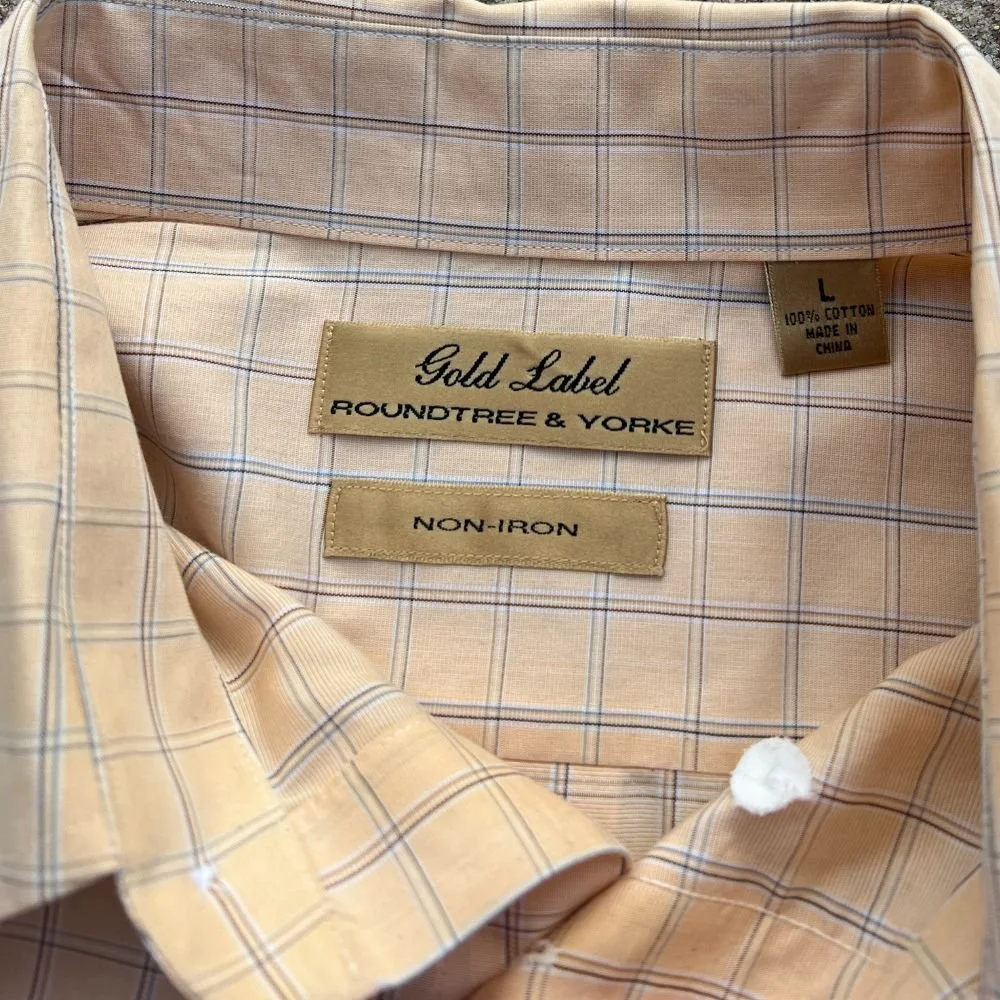 Gold Label
ROUNDTREE & YORKE
NON-IRON
L
100% COTTON
MADE IN
CHINA